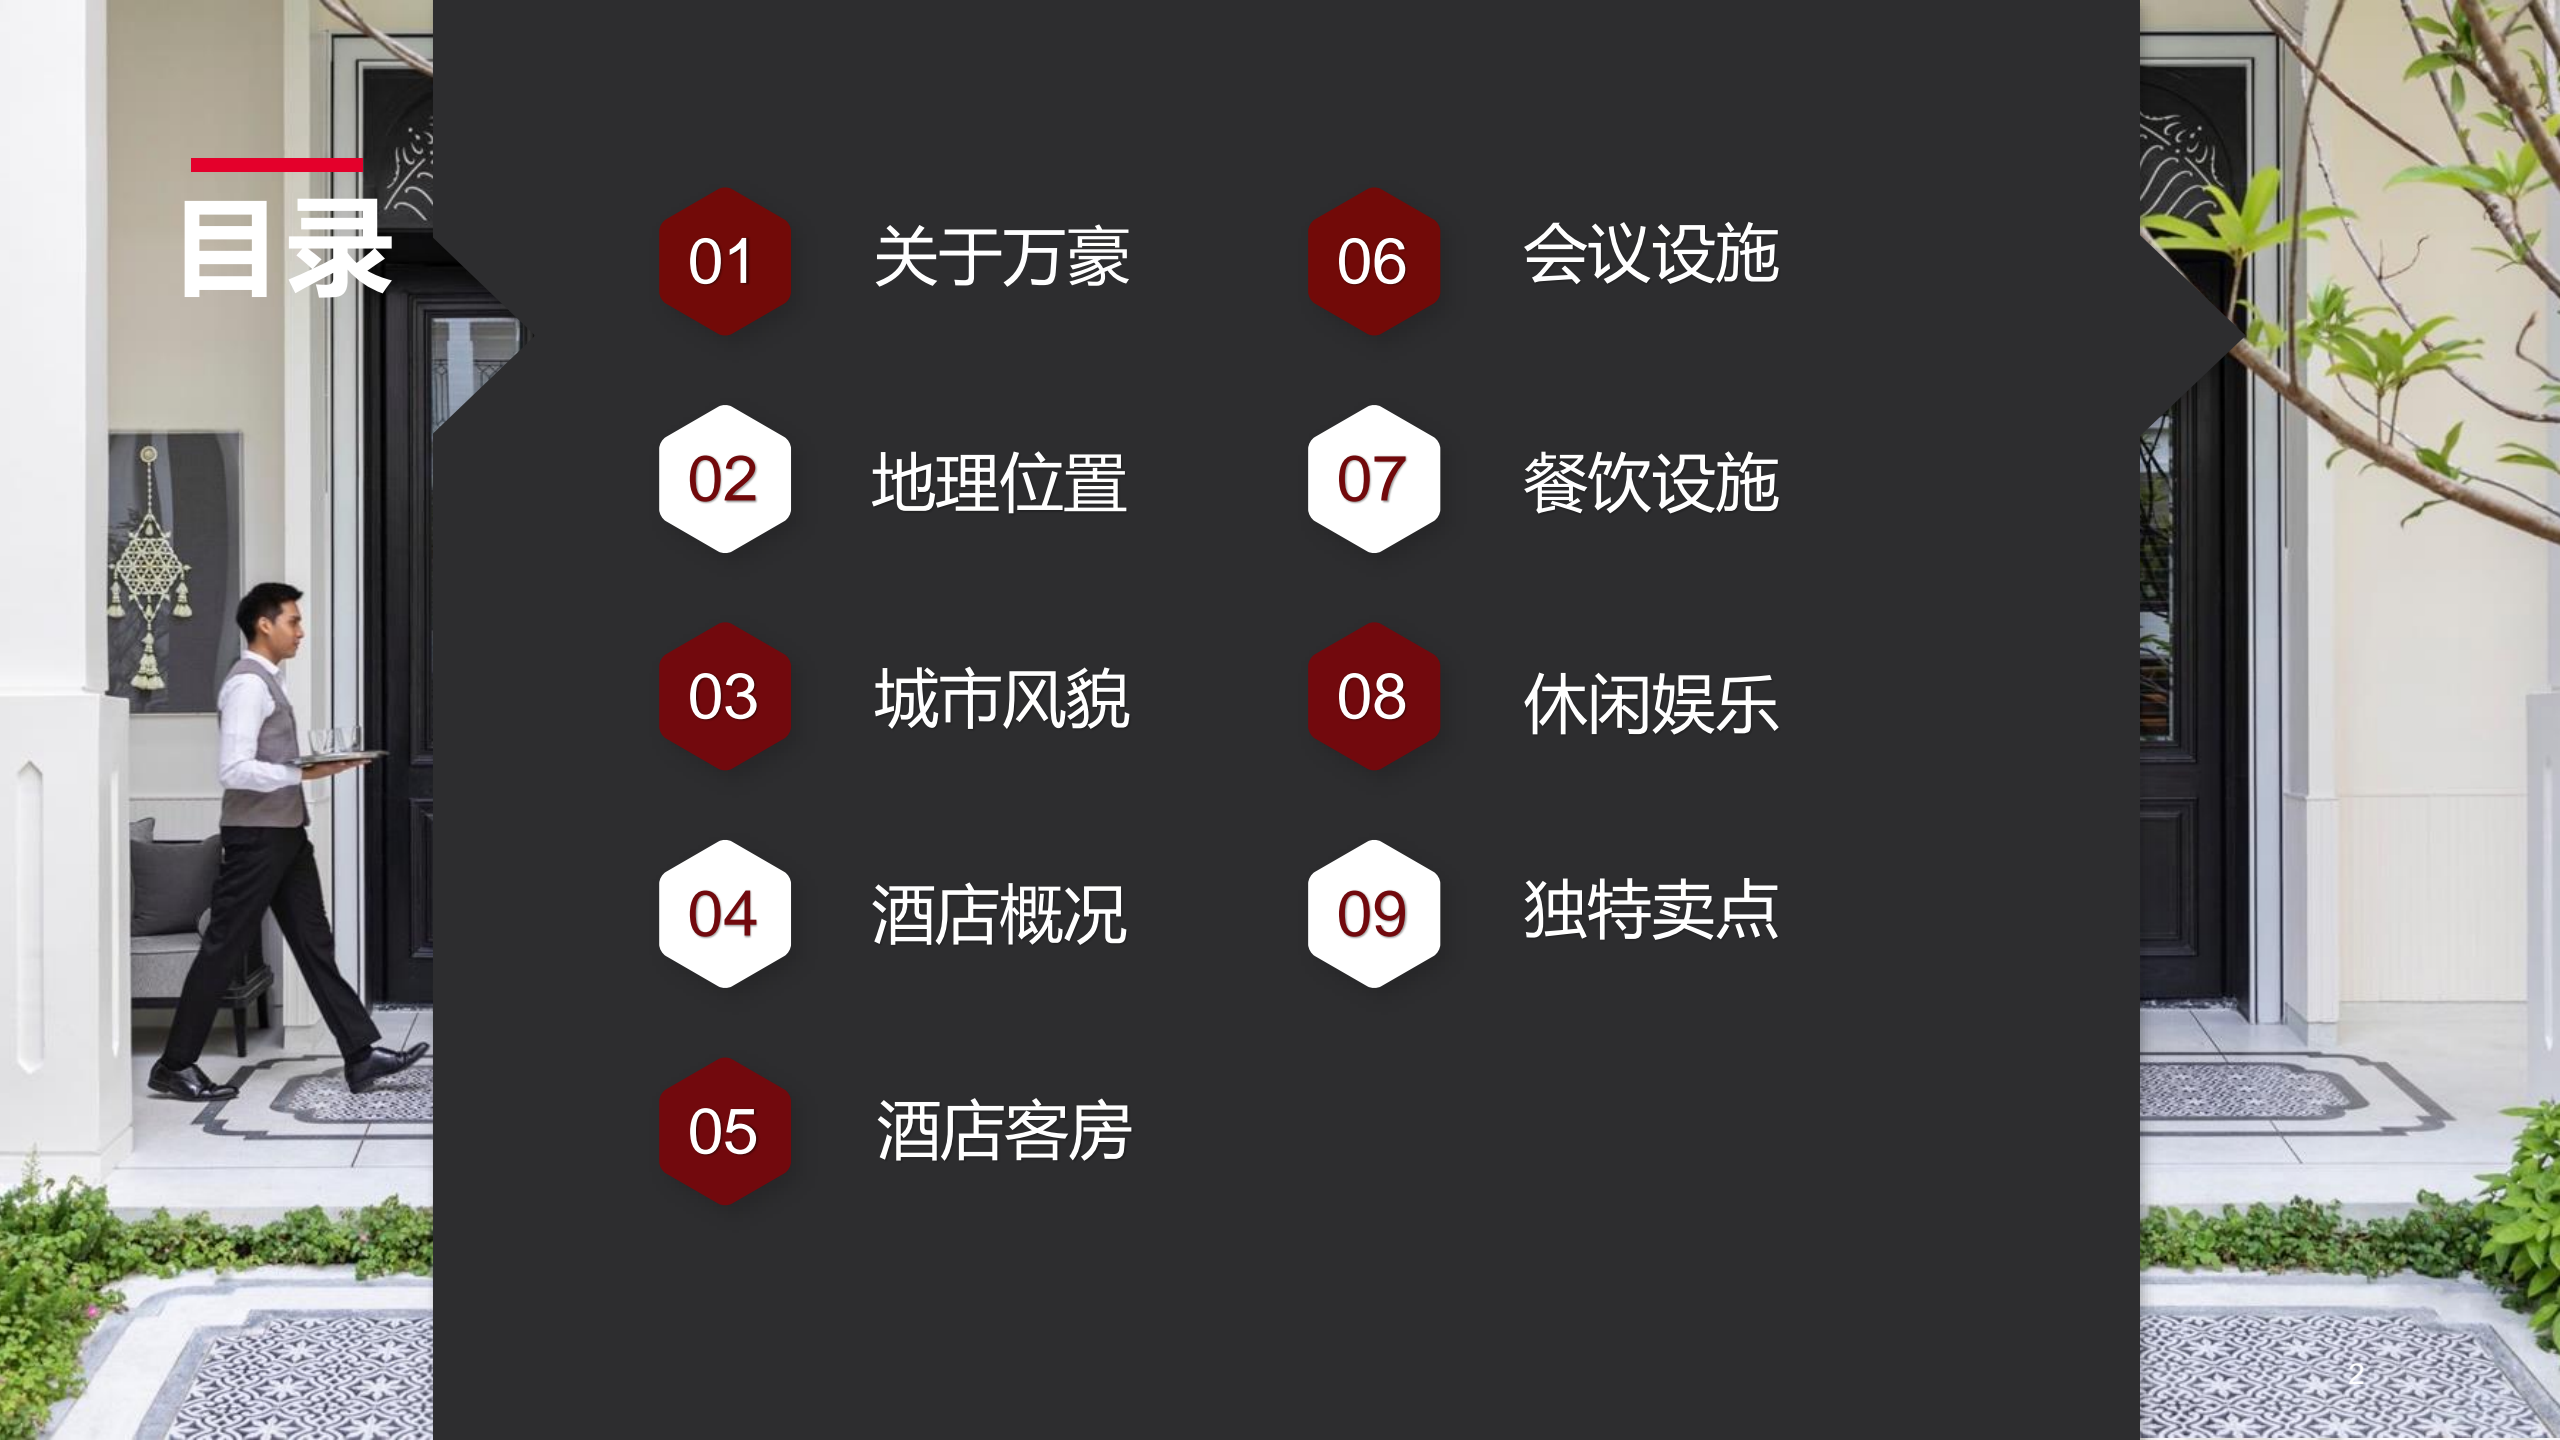 目录
01 关于万豪
02 地理位置
03 城市风貌
04 酒店概况
05 酒店客房
06 会议设施
07 餐饮设施
08 休闲娱乐
09 独特卖点
2